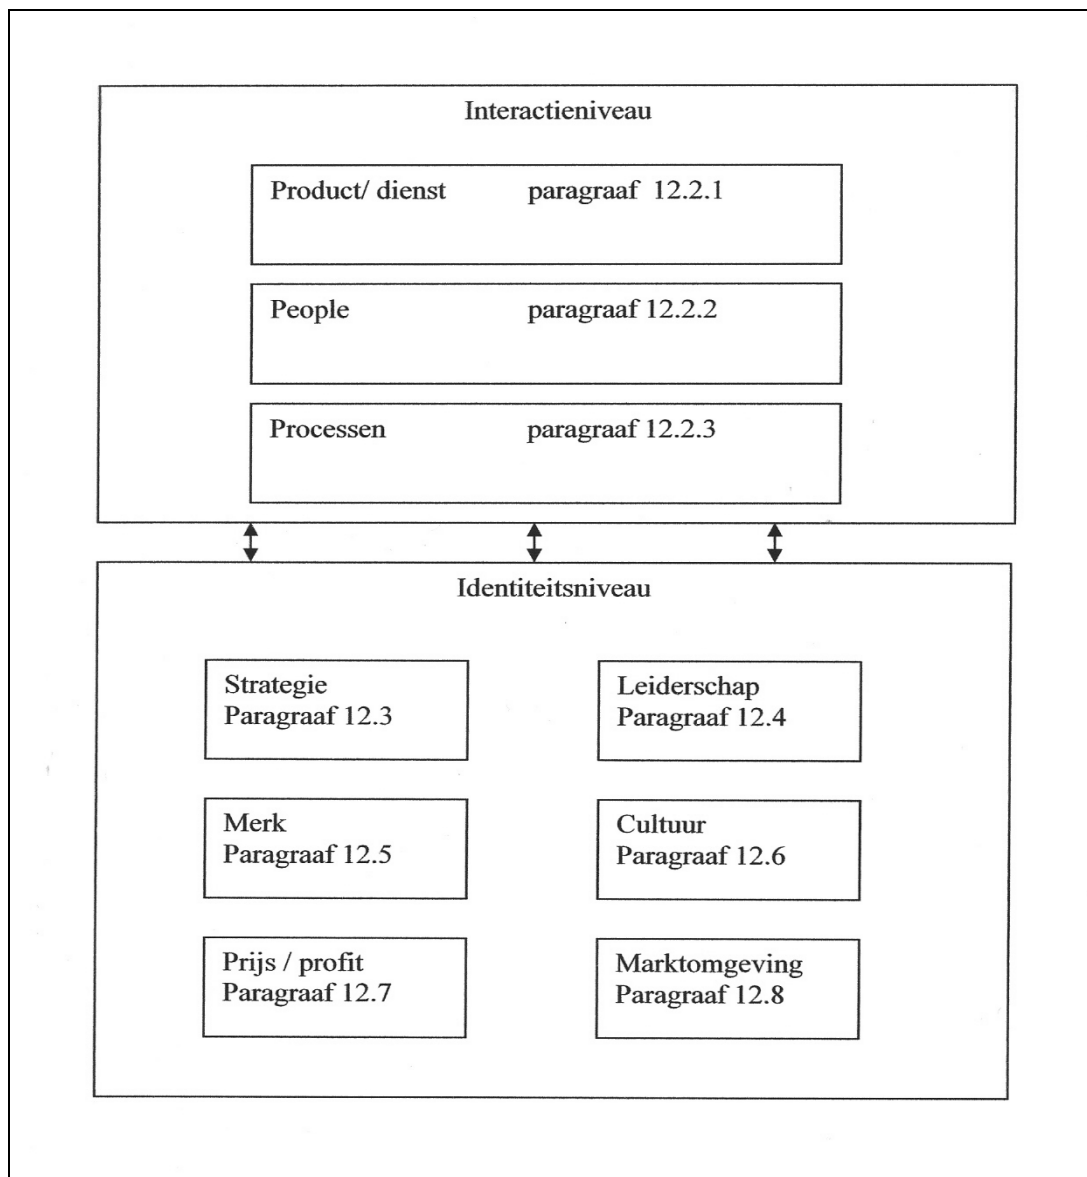 Interactieniveau
Product/ dienst paragraaf 12.2.1
People paragraaf 12.2.2
Processen paragraaf 12.2.3
Identiteitsniveau
Strategie
Paragraaf 12.3
Leiderschap
Paragraaf 12.4
Merk
Paragraaf 12.5
Cultuur
Paragraaf 12.6
Prijs / profit
Paragraaf 12.7
Marktomgeving
Paragraaf 12.8